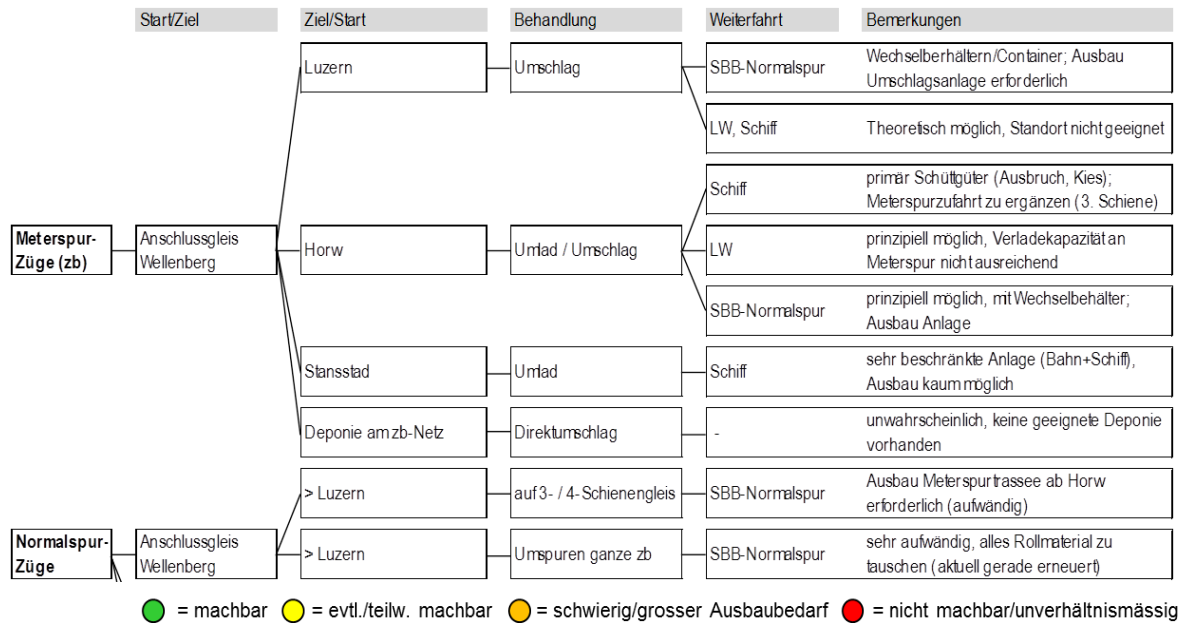 Start/Ziel Ziel/Start Behandlung Weiterfahrt Bemerkungen
Luzern Umschlag SBB-Normalspur Wechselberhältern/Container; Ausbau
Umschlagsanlage erforderlich
LW, Schiff Theoretisch möglich, Standort nicht geeignet
Schiff primär Schüttgüter (Ausbruch, Kies);
Meterspurzufahrt zu ergänzen (3. Schiene)
Meterspur-
Züge (zb)
Anschlussgleis
Wellenberg
Horw Umlad / Umschlag LW prinzipiell möglich, Verladekapazität an
Meterspur nicht ausreichend
SBB-Normalspur prinzipiell möglich, mit Wechselbehälter;
Ausbau Anlage
Stansstad Umlad Schiff sehr beschränkte Anlage (Bahn+Schiff),
Ausbau kaum möglich
Deponie am zb-Netz Direktumschlag - unwahrscheinlich, keine geeignete Deponie
vorhanden
> Luzern auf 3- / 4-Schienengleis SBB-Normalspur Ausbau Meterspurtrassee ab Horw
erforderlich (aufwändig)
Normalspur-
Züge
Anschlussgleis
Wellenberg
> Luzern Umspuren ganze zb SBB-Normalspur sehr aufwändig, alles Rollmaterial zu
tauschen (aktuell gerade erneuert)
= machbar = evtl./teilw. machbar = schwierig/grosser Ausbaubedarf = nicht machbar/unverhältnismässig